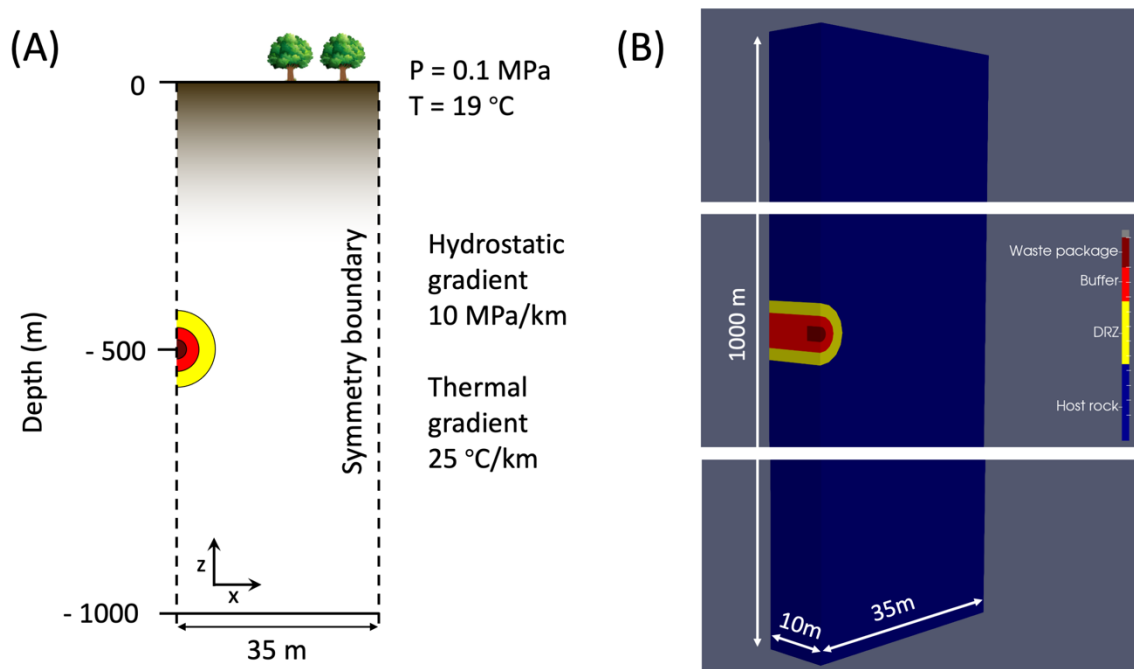 (A)
0
P = 0.1 MPa
T = 19 °C
Hydrostatic
gradient
10 MPa/km
Thermal
gradient
25 °C/km
Symmetry boundary
Depth (m)
- 500
z
x
- 1000
35 m
(B)
1000 m
Waste package
Buffer
DRZ
Host rock
10m
35m